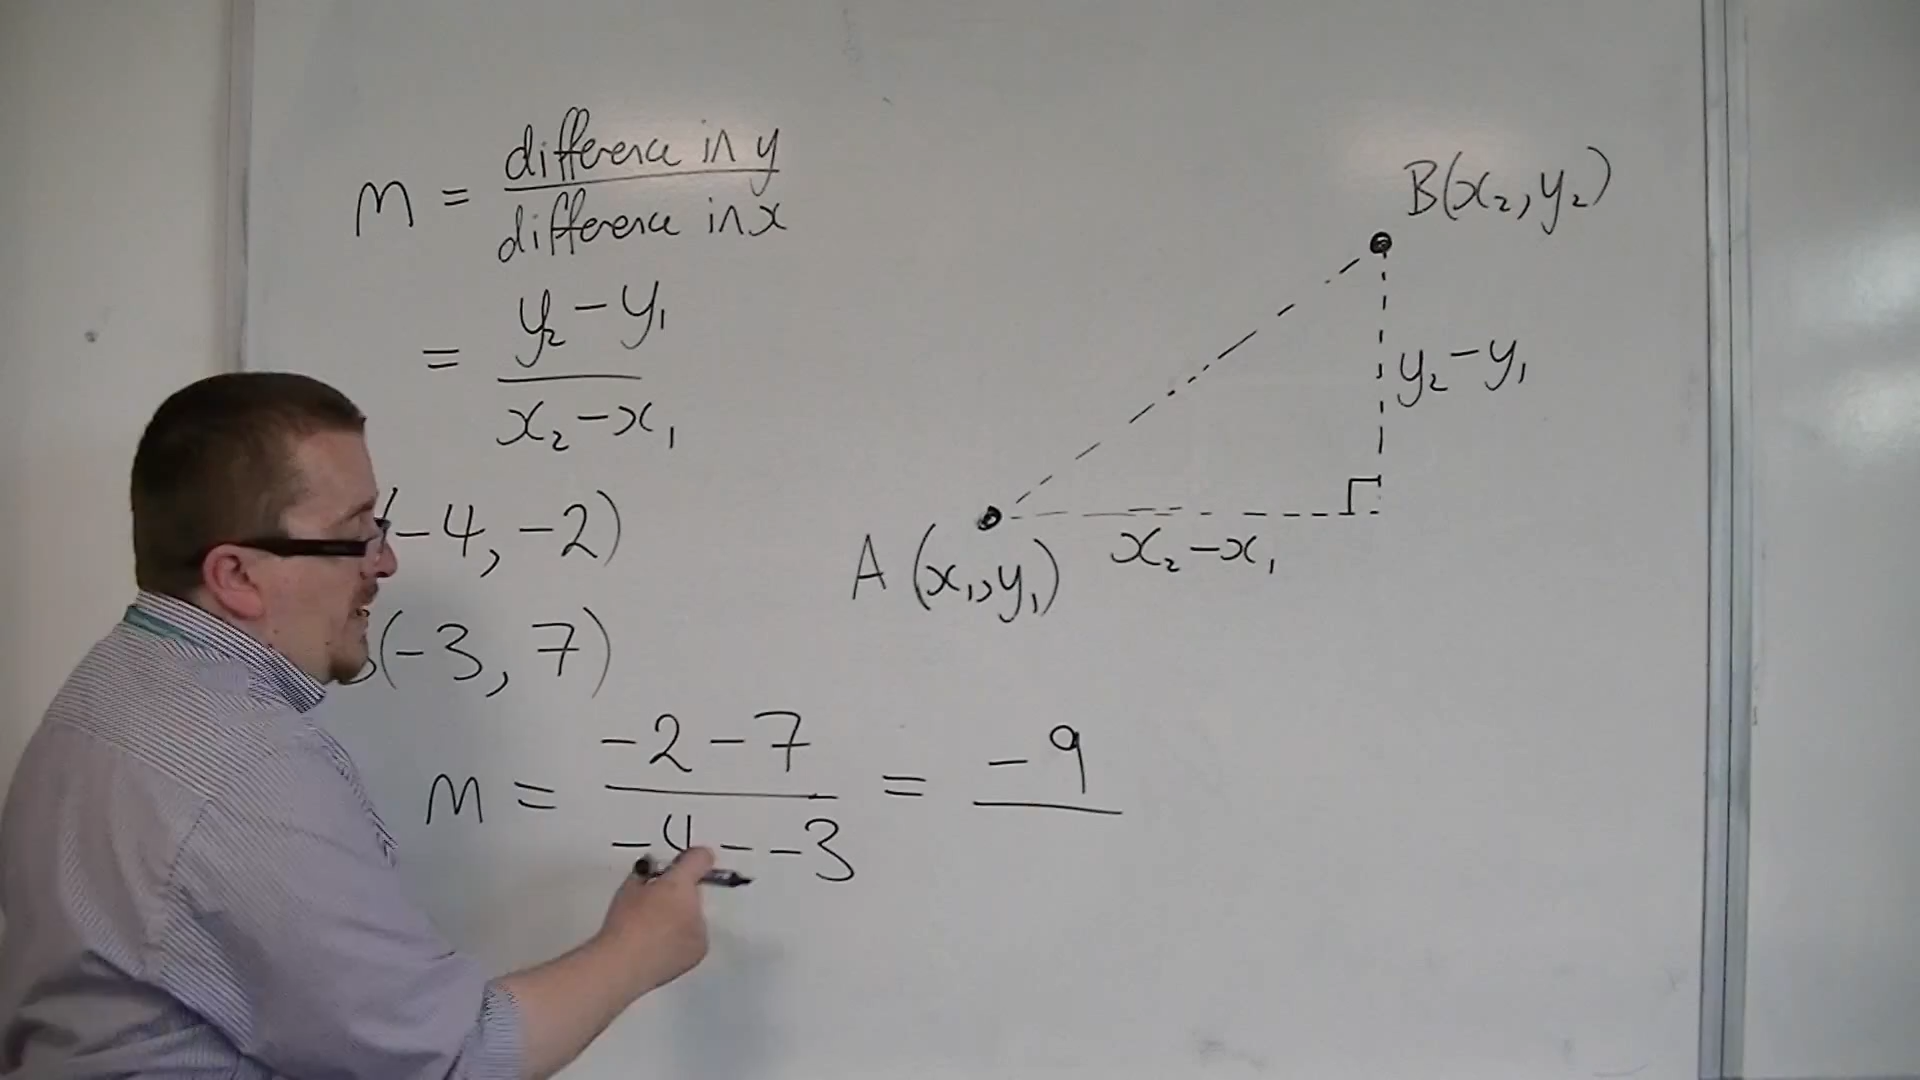 m = difference in y
difference in x
= y₂ - y₁
x₂ - x₁
(-4, -2)
(-3, 7)
m = -2 - 7 = -9
-4 - -3
B(x₂, y₂)
y₂ - y₁
x₂ - x₁
A (x₁, y₁)